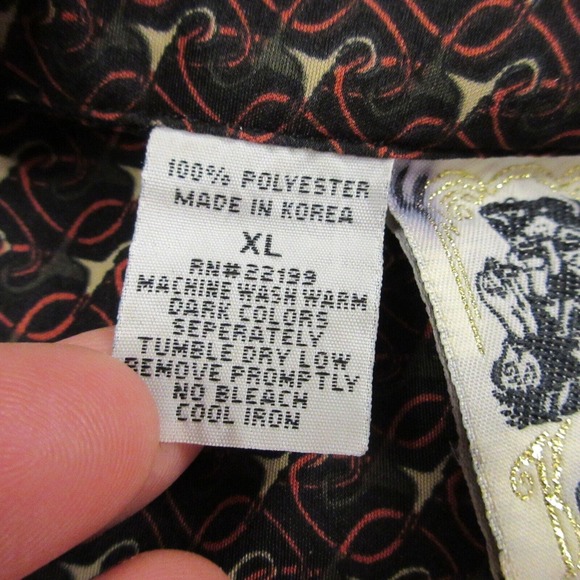 100% POLYESTER
MADE IN KOREA
XL
RN#33199
MACHINE WASH WARM
DARK COLORS
SEPERATELY
TUMBLE DRY LOW
REMOVE PROMPTLY
NO BLEACH
COOL IRON